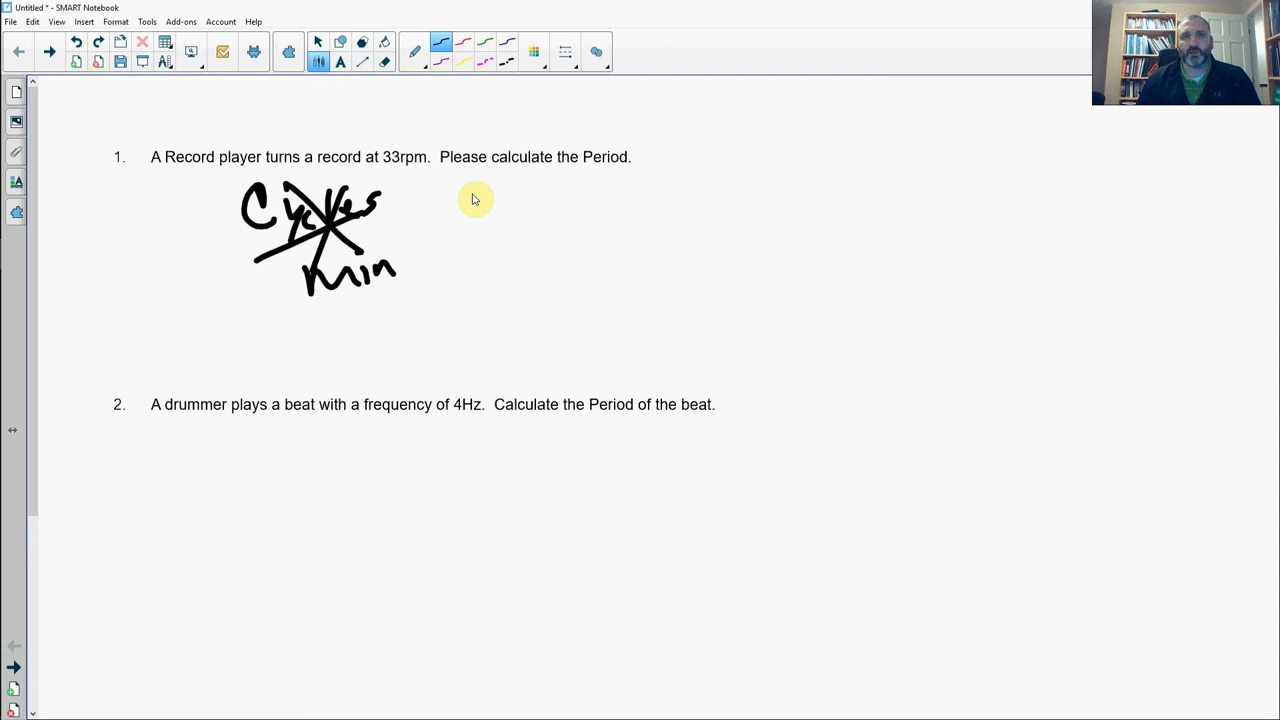 Untitled * - SMART Notebook
File Edit View Insert Format Tools Add-ons Account Help
1. A Record player turns a record at 33rpm. Please calculate the Period.
Cycles
min
2. A drummer plays a beat with a frequency of 4Hz. Calculate the Period of the beat.